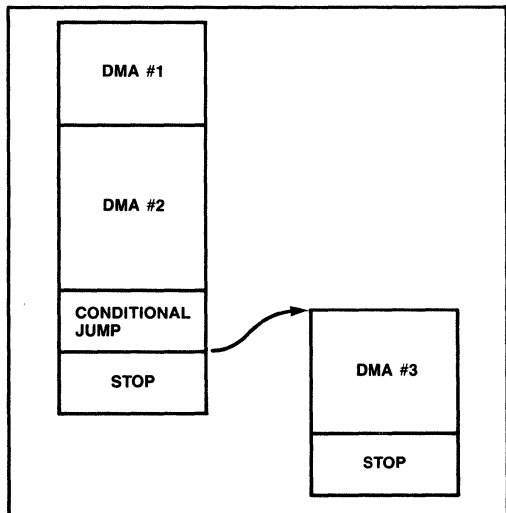 DMA #1
DMA #2
CONDITIONAL
JUMP
STOP
DMA #3
STOP